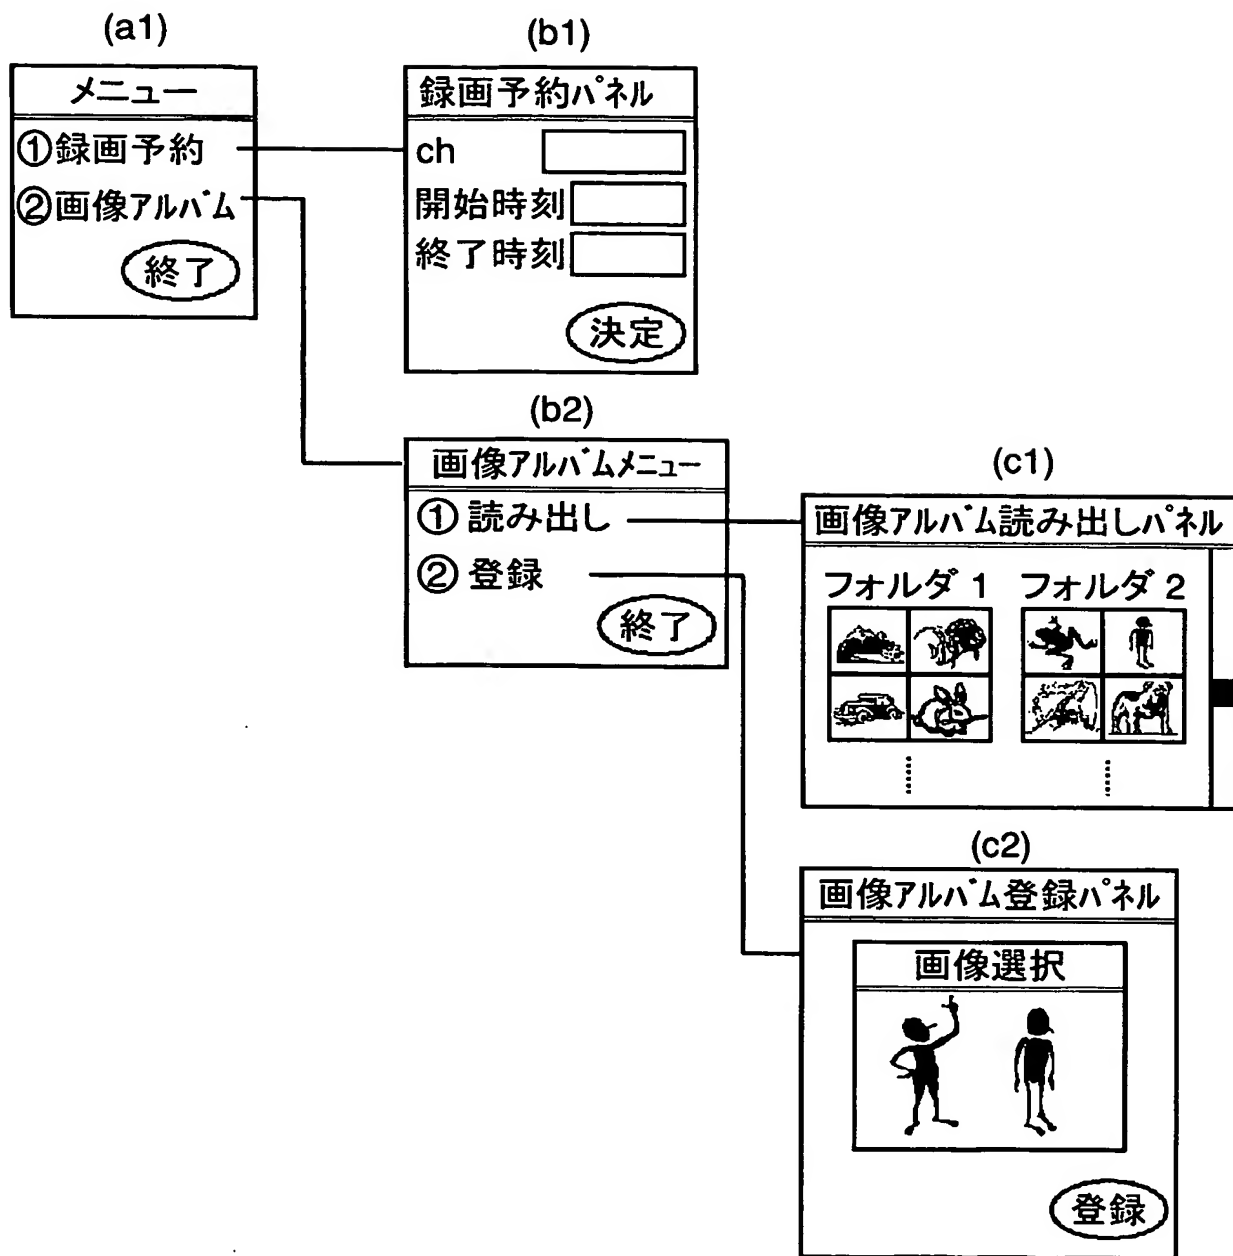 (a1)
メニュー
①録画予約
②画像アルバム
終了
(b1)
録画予約パネル
ch
開始時刻
終了時刻
決定
(b2)
画像アルバムメニュー
① 読み出し
② 登録
終了
(c1)
画像アルバム読み出しパネル
フォルダ 1 フォルダ 2
(c2)
画像アルバム登録パネル
画像選択
登録